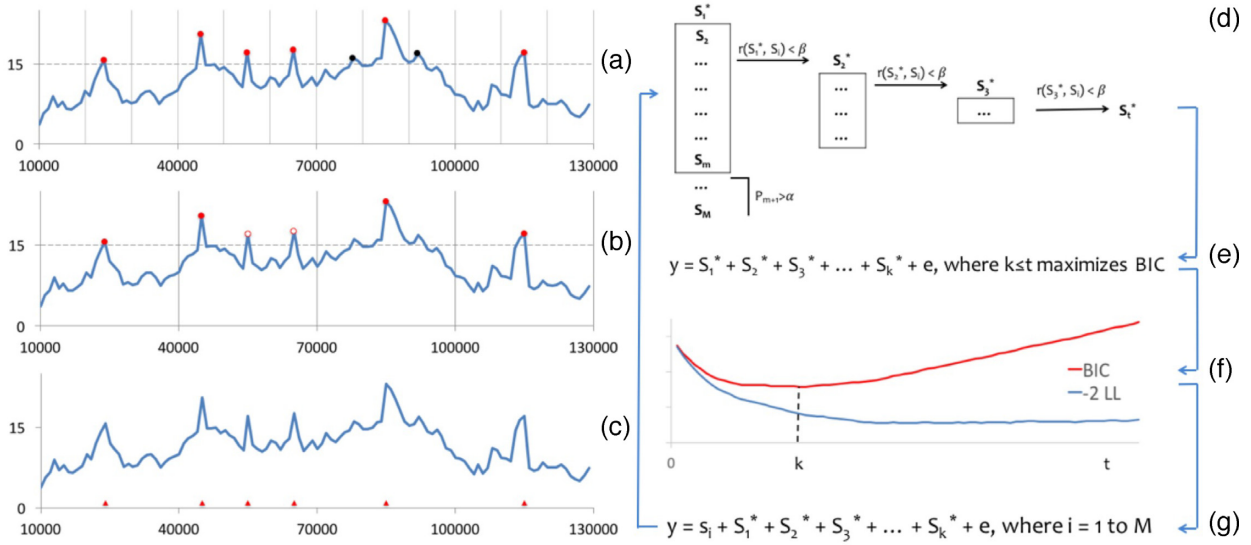 15
0
10000 40000 70000 100000 130000
(a)
15
0
10000 40000 70000 100000 130000
(b)
15
0
10000 40000 70000 100000 130000
(c)
(d)
S₁*
S₂
...
...
...
...
Sₘ
...
S_M
Pₘ₊₁>α
r(S₁*, Sᵢ) < β
S₂*
...
...
...
r(S₂*, Sᵢ) < β
S₃*
...
r(S₃*, Sᵢ) < β
Sₜ*
y = S₁* + S₂* + S₃* + ... + Sₖ* + e, where k≤t maximizes BIC
(e)
BIC
-2 LL
0 k t
(f)
y = sᵢ + S₁* + S₂* + S₃* + ... + Sₖ* + e, where i = 1 to M
(g)